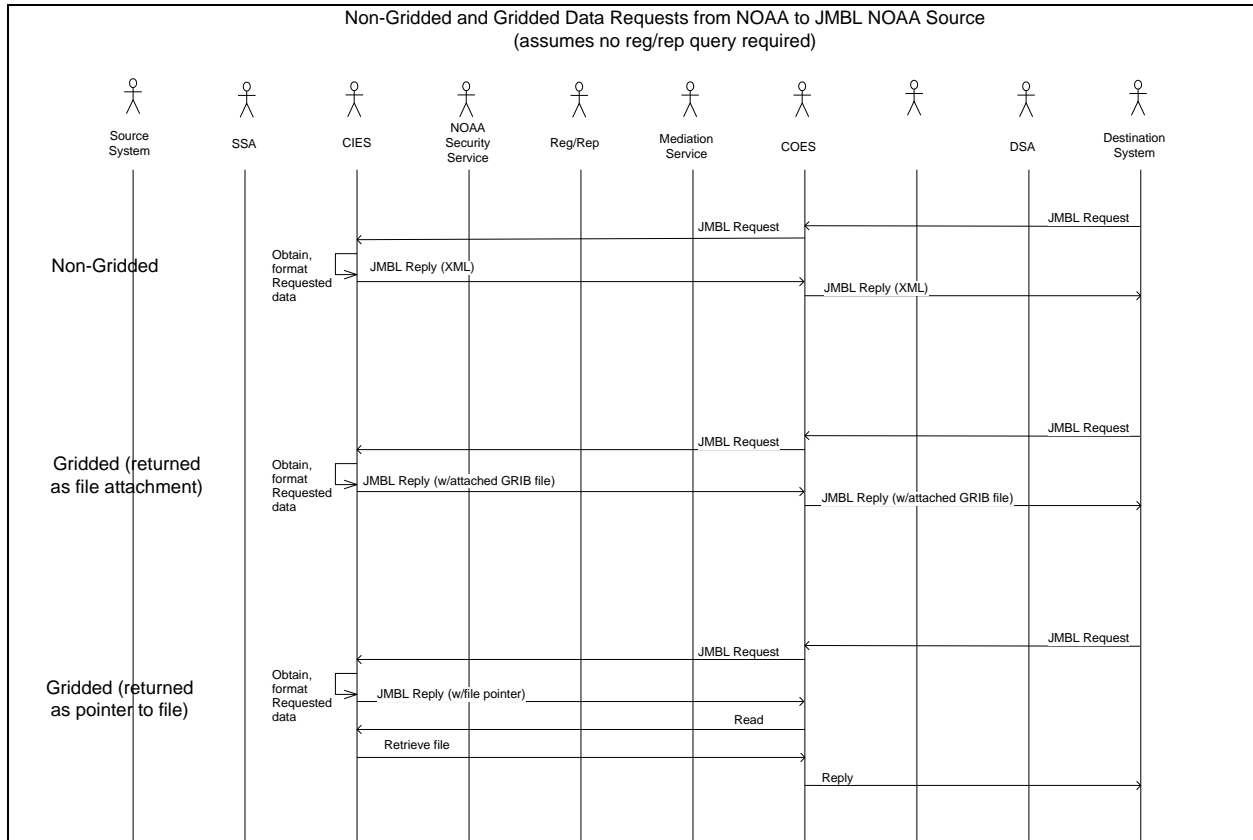 Non-Gridded and Gridded Data Requests from NOAA to JMBL NOAA Source
(assumes no reg/rep query required)
Source
System
SSA
CIES
NOAA
Security
Service
Reg/Rep
Mediation
Service
COES
DSA
Destination
System
JMBL Request
JMBL Request
Non-Gridded
Obtain,
format
Requested
data
JMBL Reply (XML)
JMBL Reply (XML)
JMBL Request
JMBL Request
Gridded (returned
as file attachment)
Obtain,
format
Requested
data
JMBL Reply (w/attached GRIB file)
JMBL Reply (w/attached GRIB file)
JMBL Request
JMBL Request
Gridded (returned
as pointer to file)
Obtain,
format
Requested
data
JMBL Reply (w/file pointer)
Read
Retrieve file
Reply